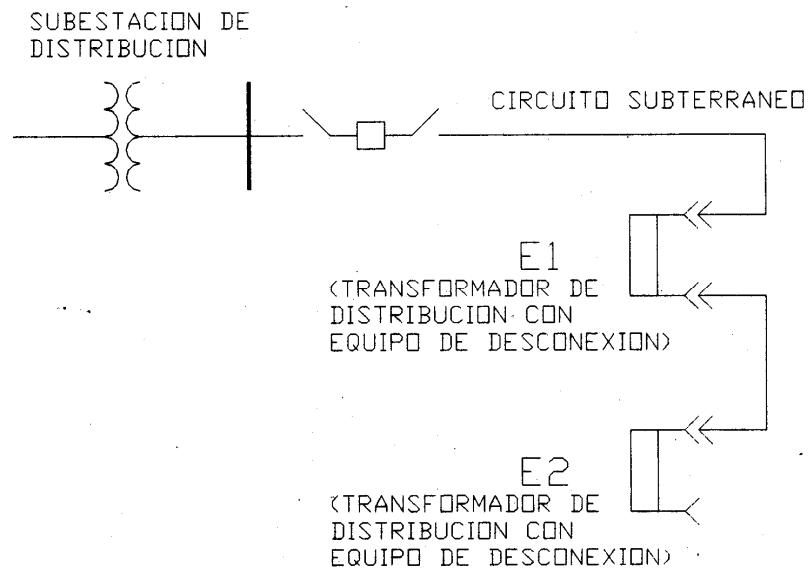 SUBESTACION DE
DISTRIBUCION
CIRCUITO SUBTERRANEO
E1
(TRANSFORMADOR DE
DISTRIBUCION CON
EQUIPO DE DESCONEXION)
E2
(TRANSFORMADOR DE
DISTRIBUCION CON
EQUIPO DE DESCONEXION)